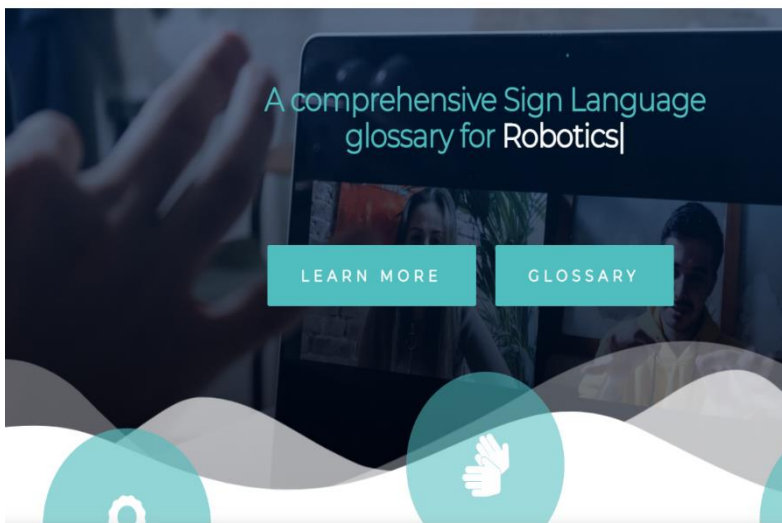 A comprehensive Sign Language
glossary for Robotics|
LEARN MORE
GLOSSARY